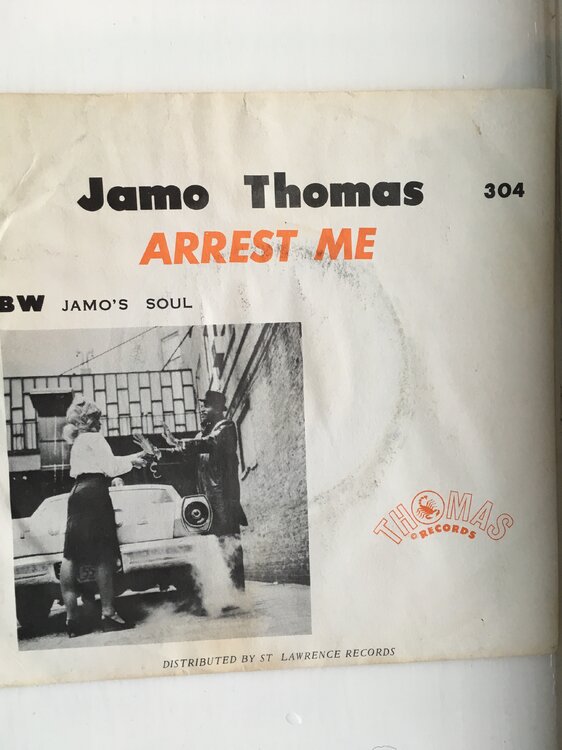 Jamo Thomas 304
ARREST ME
BW JAMO'S SOUL
THOMAS
© RECORDS
DISTRIBUTED BY ST LAWRENCE RECORDS